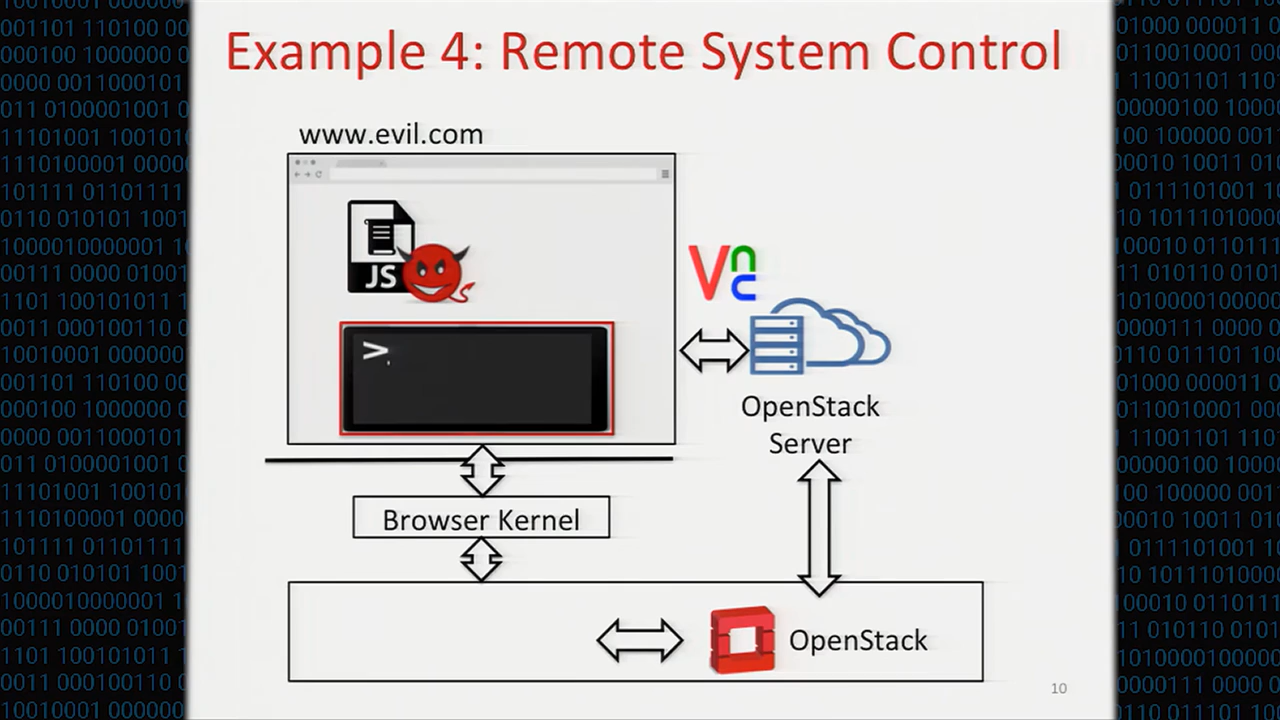 Example 4: Remote System Control
www.evil.com
JS
>
Vnc
OpenStack
Server
Browser Kernel
OpenStack
10